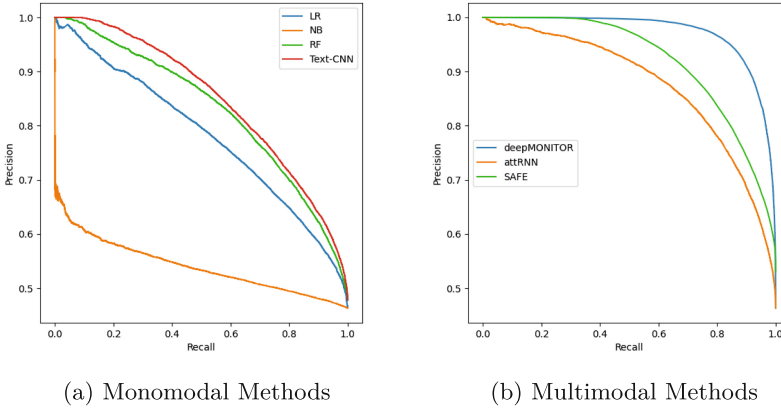 1.0
0.9
0.8
0.7
0.6
0.5
Precision
0.0 0.2 0.4 0.6 0.8 1.0
Recall
LR
NB
RF
Text-CNN
(a) Monomodal Methods
1.0
0.9
0.8
0.7
0.6
0.5
Precision
0.0 0.2 0.4 0.6 0.8 1.0
Recall
deepMONITOR
attRNN
SAFE
(b) Multimodal Methods